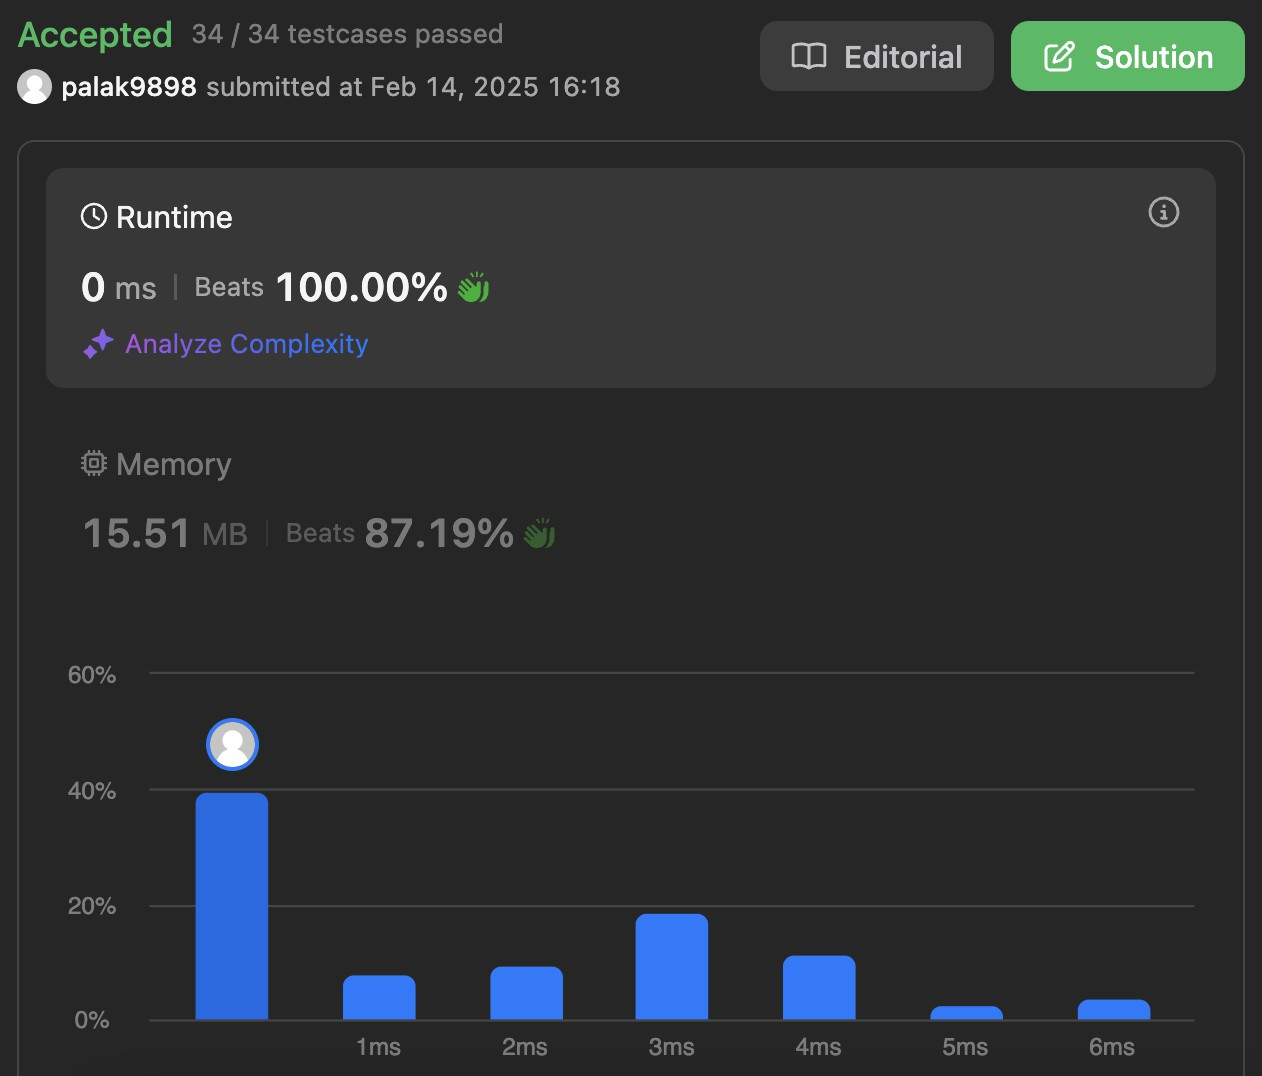 Accepted 34 / 34 testcases passed
palak9898 submitted at Feb 14, 2025 16:18
Editorial
Solution
Runtime
0 ms | Beats 100.00%
Analyze Complexity
Memory
15.51 MB | Beats 87.19%
60%
40%
20%
0%
1ms 2ms 3ms 4ms 5ms 6ms